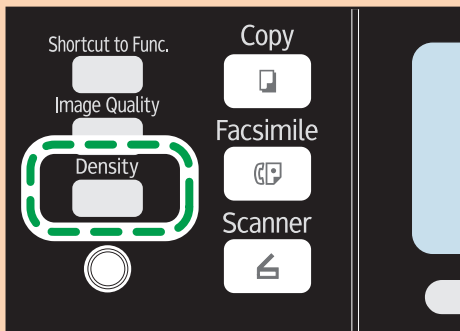 Shortcut to Func.
Image Quality
Density
Copy
Facsimile
Scanner